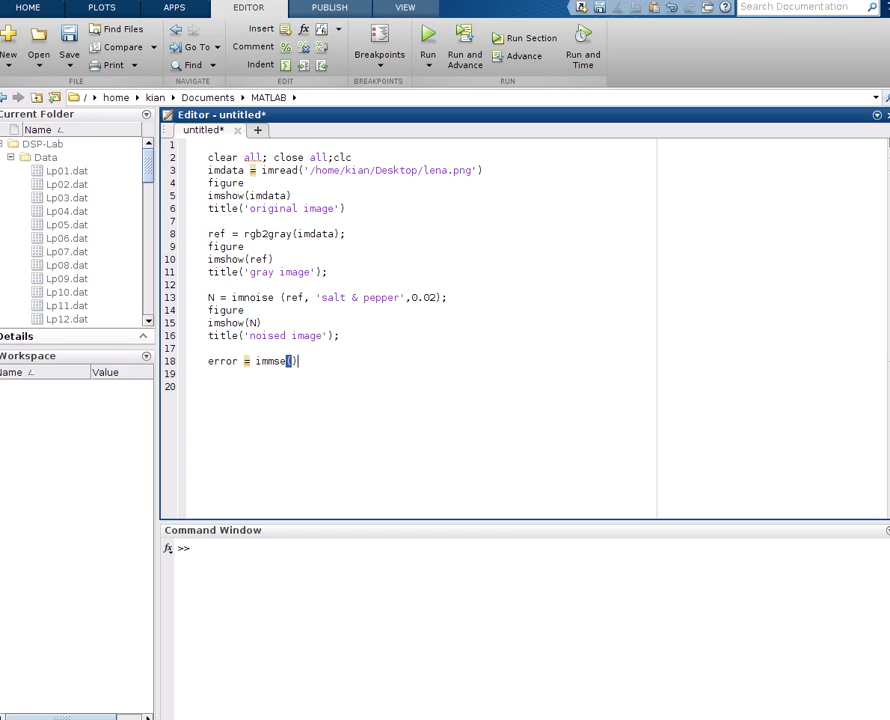 HOME PLOTS APPS EDITOR PUBLISH VIEW Search Documentation
Find Files Insert fx Run Section
New Open Save Compare Go To Comment % Breakpoints Run Run and Advance Advance Run and Time
Print Find Indent
FILE NAVIGATE EDIT BREAKPOINTS RUN
/ home kian Documents MATLAB
Current Folder
Name
DSP-Lab
Data
Lp01.dat
Lp02.dat
Lp03.dat
Lp04.dat
Lp05.dat
Lp06.dat
Lp07.dat
Lp08.dat
Lp09.dat
Lp10.dat
Lp11.dat
Lp12.dat
Details
Workspace
Name Value
Editor - untitled*
untitled* +
1
2 clear all; close all;clc
3 imdata = imread('/home/kian/Desktop/lena.png')
4 figure
5 imshow(imdata)
6 title('original image')
7
8 ref = rgb2gray(imdata);
9 figure
10 imshow(ref)
11 title('gray image');
12
13 N = imnoise (ref, 'salt & pepper',0.02);
14 figure
15 imshow(N)
16 title('noised image');
17
18 error = immse()
19
20
Command Window
fx >>